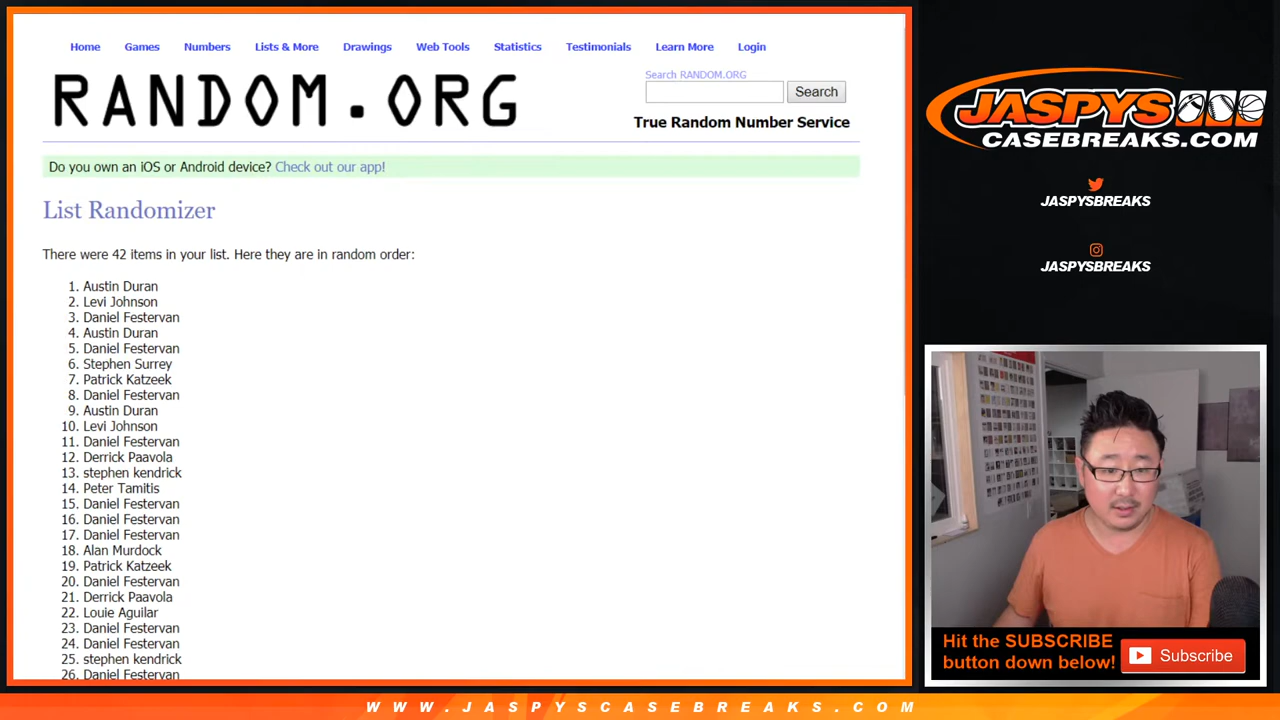 Home Games Numbers Lists & More Drawings Web Tools Statistics Testimonials Learn More Login
RANDOM.ORG
Search RANDOM.ORG
Search
True Random Number Service
Do you own an iOS or Android device? Check out our app!
List Randomizer
There were 42 items in your list. Here they are in random order:
1. Austin Duran
2. Levi Johnson
3. Daniel Festervan
4. Austin Duran
5. Daniel Festervan
6. Stephen Surrey
7. Patrick Katzeek
8. Daniel Festervan
9. Austin Duran
10. Levi Johnson
11. Daniel Festervan
12. Derrick Paavola
13. stephen kendrick
14. Peter Tamitis
15. Daniel Festervan
16. Daniel Festervan
17. Daniel Festervan
18. Alan Murdock
19. Patrick Katzeek
20. Daniel Festervan
21. Derrick Paavola
22. Louie Aguilar
23. Daniel Festervan
24. Daniel Festervan
25. stephen kendrick
26. Daniel Festervan
JASPYS
CASEBREAKS.COM
JASPYSBREAKS
JASPYSBREAKS
Hit the SUBSCRIBE
button down below!
Subscribe
WWW.JASPYSCASEBREAKS.COM